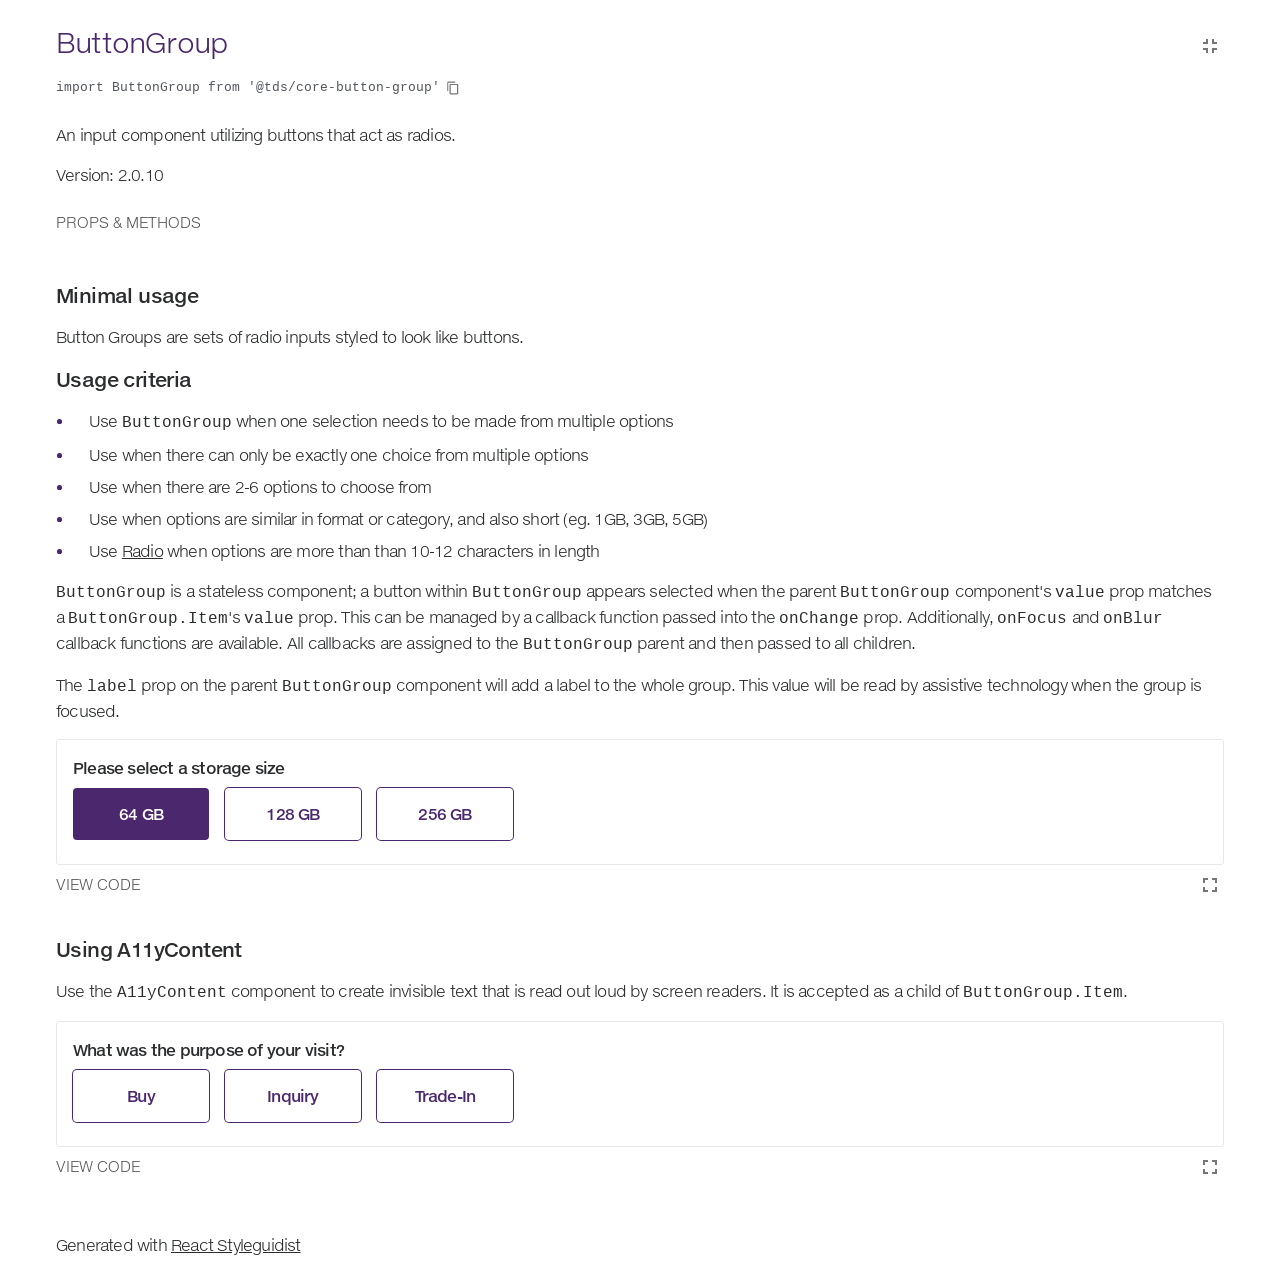 ButtonGroup
import ButtonGroup from '@tds/core-button-group'
An input component utilizing buttons that act as radios.
Version: 2.0.10
PROPS & METHODS
Minimal usage
Button Groups are sets of radio inputs styled to look like buttons.
Usage criteria
Use ButtonGroup when one selection needs to be made from multiple options
Use when there can only be exactly one choice from multiple options
Use when there are 2-6 options to choose from
Use when options are similar in format or category, and also short (eg. 1GB, 3GB, 5GB)
Use Radio when options are more than than 10-12 characters in length
ButtonGroup is a stateless component; a button within ButtonGroup appears selected when the parent ButtonGroup component's value prop matches
a ButtonGroup.Item's value prop. This can be managed by a callback function passed into the onChange prop. Additionally, onFocus and onBlur
callback functions are available. All callbacks are assigned to the ButtonGroup parent and then passed to all children.
The label prop on the parent ButtonGroup component will add a label to the whole group. This value will be read by assistive technology when the group is
focused.
Please select a storage size
64 GB 128 GB 256 GB
VIEW CODE
Using A11yContent
Use the A11yContent component to create invisible text that is read out loud by screen readers. It is accepted as a child of ButtonGroup.Item.
What was the purpose of your visit?
Buy Inquiry Trade-In
VIEW CODE
Generated with React Styleguidist